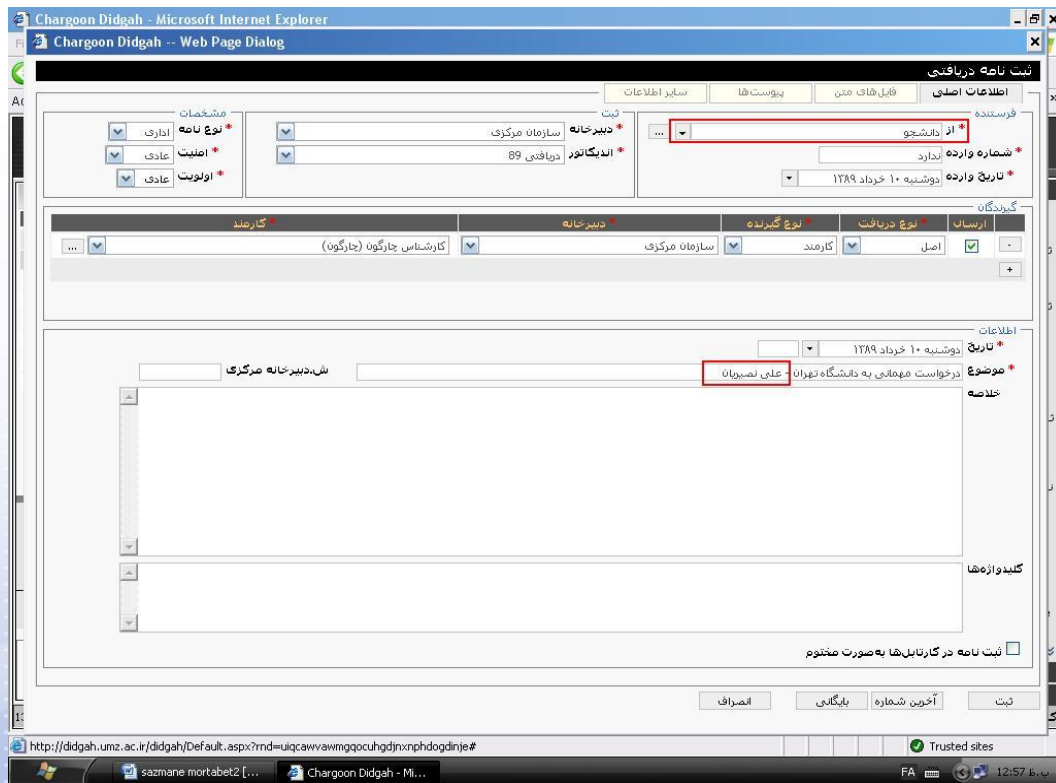 Chargoon Didgah - Microsoft Internet Explorer
Chargoon Didgah -- Web Page Dialog
ثبت نامه دریافتی
اطلاعات اصلی فایل‌های متن پیوست‌ها سایر اطلاعات
فرستنده
* از دانشجو ...
* شماره وارده ندارد
* تاریخ وارده دوشنبه ۱۰ خرداد ۱۳۸۹
ثبت
* دبیرخانه سازمان مرکزی
* اندیکاتور دریافتی 89
مشخصات
* نوع نامه اداری
* امنیت عادی
* اولویت عادی
گیرندگان
ارسال * نوع دریافت * نوع گیرنده * دبیرخانه * کارمند
- اصل کارمند سازمان مرکزی کارشناس چارگون (چارگون) ...
+
اطلاعات
* تاریخ دوشنبه ۱۰ خرداد ۱۳۸۹
* موضوع درخواست مهمانی به دانشگاه تهران - علی نصیریان ش.دبیرخانه مرکزی
خلاصه
کلیدواژه‌ها
ثبت نامه در کارتابل‌ها به‌صورت مختوم
ثبت آخرین شماره بایگانی انصراف
http://didgah.umz.ac.ir/didgah/Default.aspx?rnd=uiqcawvawmgqocuhgdjnxnphdogdinje# Trusted sites
sazmane mortabet2 [... Chargoon Didgah - Mi... FA 12:57 ب.ظ